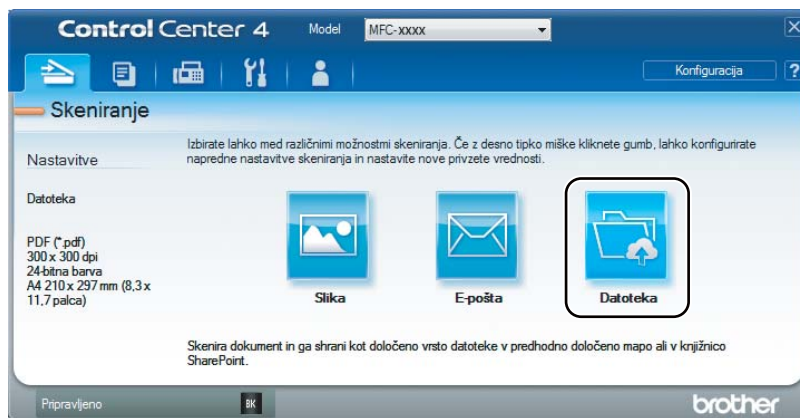 Control Center 4 Model MFC-xxxx
Konfiguracija ?
Skeniranje
Nastavitve
Datoteka
PDF (*.pdf)
300 x 300 dpi
24-bitna barva
A4 210 x 297 mm (8,3 x
11,7 palca)
Izbirate lahko med različnimi možnostmi skeniranja. Če z desno tipko miške kliknete gumb, lahko konfigurirate
napredne nastavitve skeniranja in nastavite nove privzete vrednosti.
Slika E-pošta Datoteka
Skenira dokument in ga shrani kot določeno vrsto datoteke v predhodno določeno mapo ali v knjižnico
SharePoint.
Pripravljeno BK brother